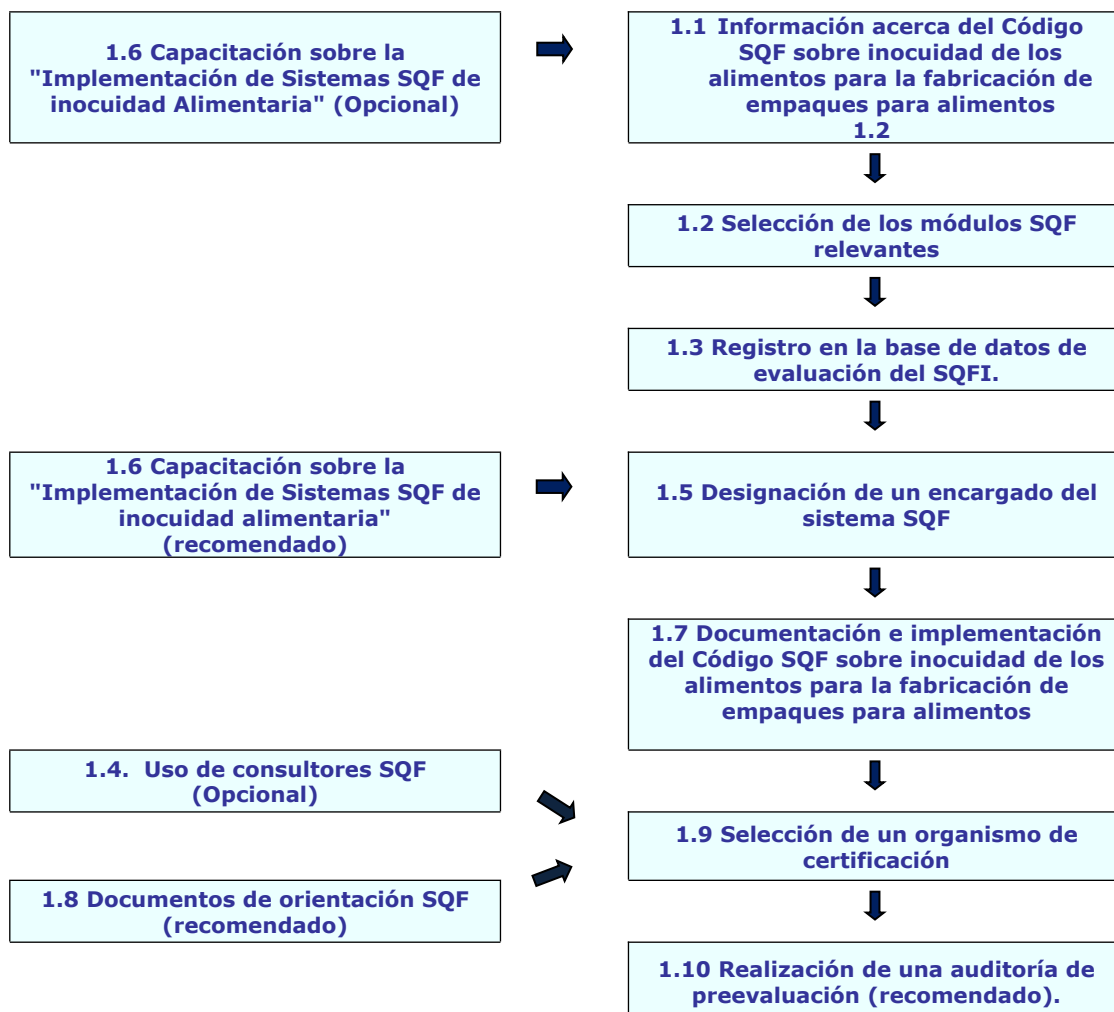 1.6 Capacitación sobre la
"Implementación de Sistemas SQF de
inocuidad Alimentaria" (Opcional)
1.1 Información acerca del Código
SQF sobre inocuidad de los
alimentos para la fabricación de
empaques para alimentos
1.2
1.2 Selección de los módulos SQF
relevantes
1.3 Registro en la base de datos de
evaluación del SQFI.
1.6 Capacitación sobre la
"Implementación de Sistemas SQF de
inocuidad alimentaria"
(recomendado)
1.5 Designación de un encargado del
sistema SQF
1.7 Documentación e implementación
del Código SQF sobre inocuidad de los
alimentos para la fabricación de
empaques para alimentos
1.4. Uso de consultores SQF
(Opcional)
1.9 Selección de un organismo de
certificación
1.8 Documentos de orientación SQF
(recomendado)
1.10 Realización de una auditoría de
preevaluación (recomendado).